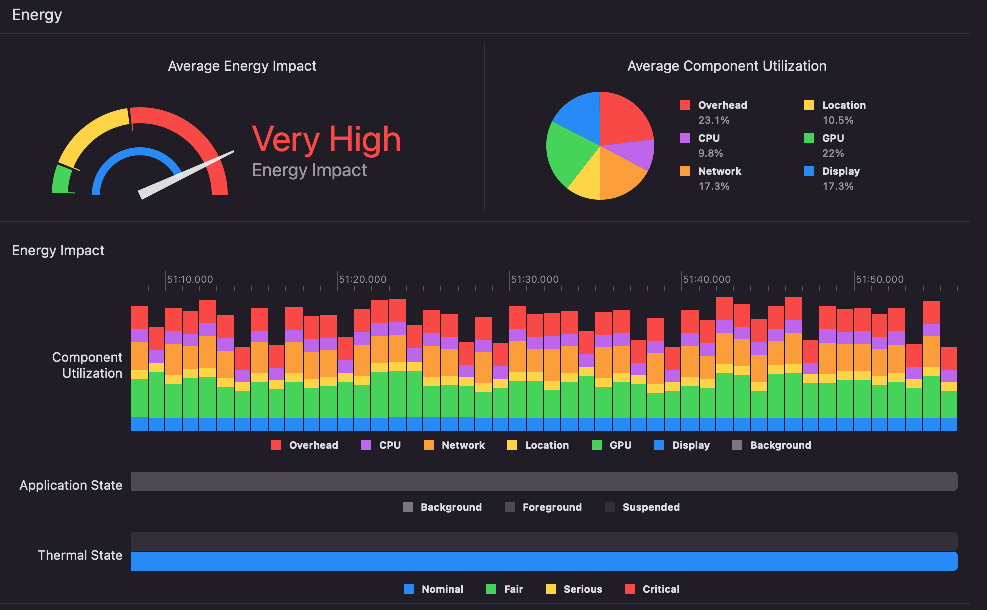 Energy
Average Energy Impact
Very High
Energy Impact
Average Component Utilization
Overhead
23.1%
Location
10.5%
CPU
9.8%
GPU
22%
Network
17.3%
Display
17.3%
Energy Impact
51:10.000 51:20.000 51:30.000 51:40.000 51:50.000
Component
Utilization
Overhead CPU Network Location GPU Display Background
Application State
Background Foreground Suspended
Thermal State
Nominal Fair Serious Critical